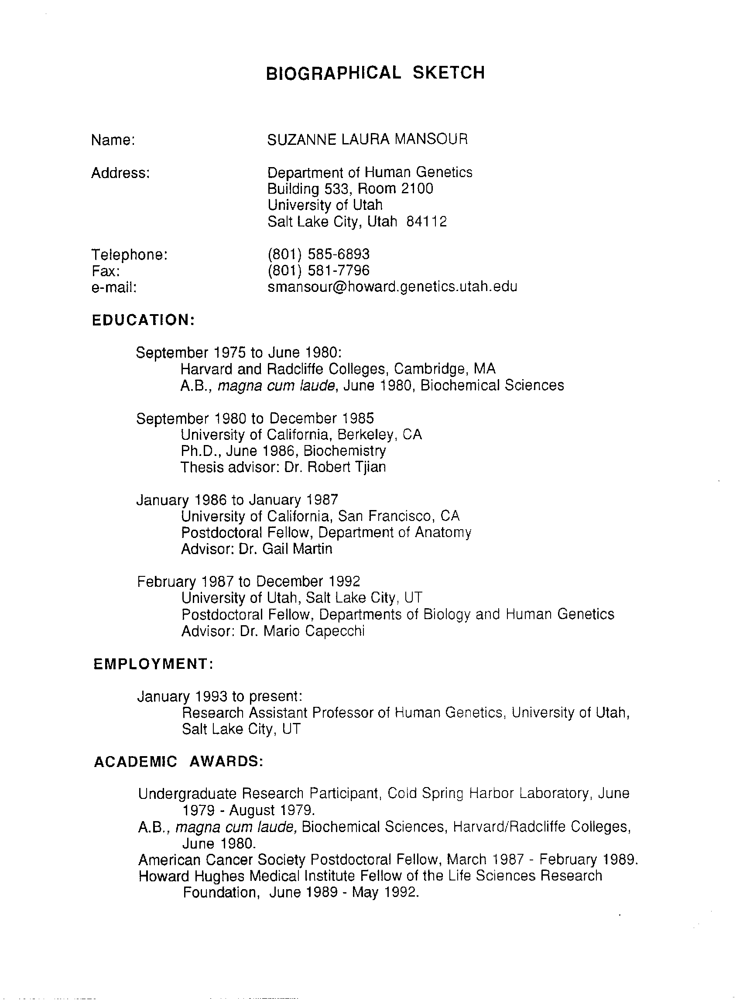 BIOGRAPHICAL SKETCH
Name: SUZANNE LAURA MANSOUR
Address: Department of Human Genetics
Building 533, Room 2100
University of Utah
Salt Lake City, Utah 84112
Telephone: (801) 585-6893
Fax: (801) 581-7796
e-mail: smansour@howard.genetics.utah.edu
EDUCATION:
September 1975 to June 1980:
Harvard and Radcliffe Colleges, Cambridge, MA
A.B., magna cum laude, June 1980, Biochemical Sciences
September 1980 to December 1985
University of California, Berkeley, CA
Ph.D., June 1986, Biochemistry
Thesis advisor: Dr. Robert Tjian
January 1986 to January 1987
University of California, San Francisco, CA
Postdoctoral Fellow, Department of Anatomy
Advisor: Dr. Gail Martin
February 1987 to December 1992
University of Utah, Salt Lake City, UT
Postdoctoral Fellow, Departments of Biology and Human Genetics
Advisor: Dr. Mario Capecchi
EMPLOYMENT:
January 1993 to present:
Research Assistant Professor of Human Genetics, University of Utah,
Salt Lake City, UT
ACADEMIC AWARDS:
Undergraduate Research Participant, Cold Spring Harbor Laboratory, June
1979 - August 1979.
A.B., magna cum laude, Biochemical Sciences, Harvard/Radcliffe Colleges,
June 1980.
American Cancer Society Postdoctoral Fellow, March 1987 - February 1989.
Howard Hughes Medical Institute Fellow of the Life Sciences Research
Foundation, June 1989 - May 1992.